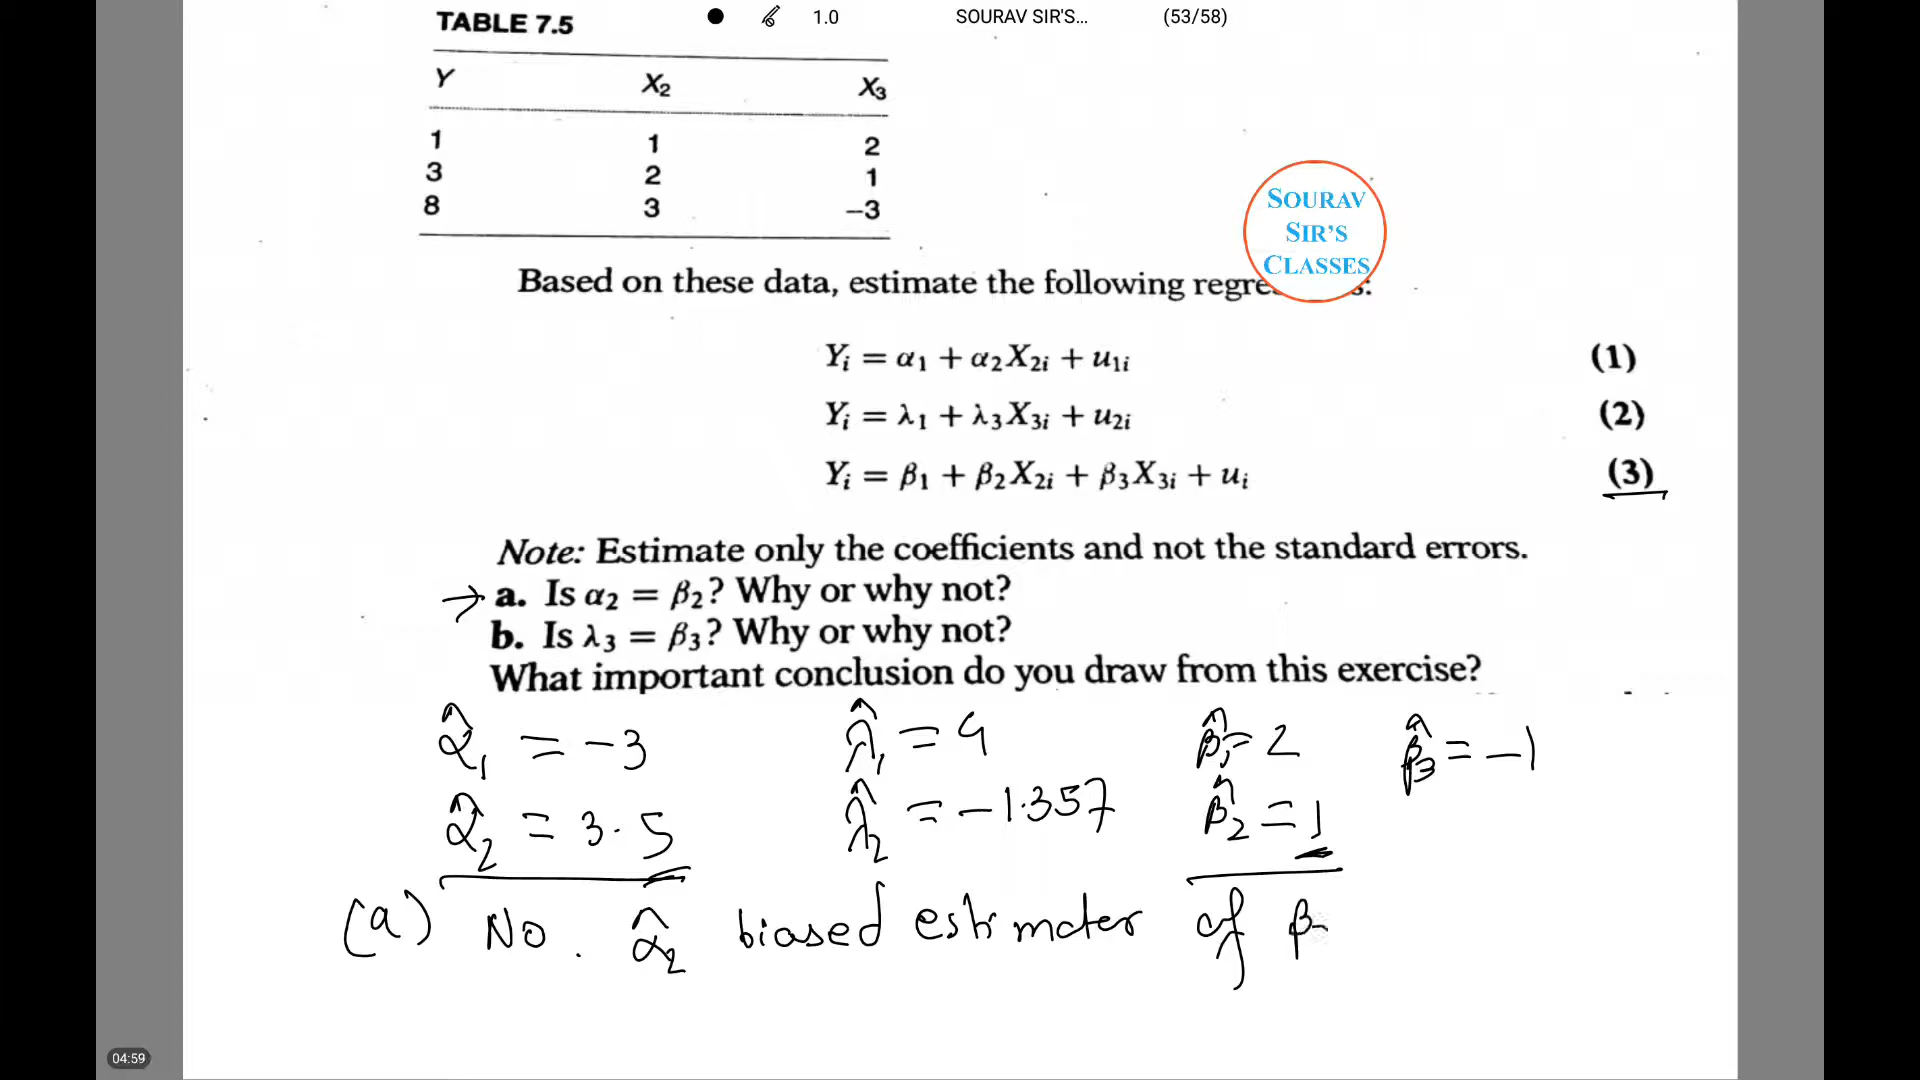 1.0 SOURAV SIR'S... (53/58)
TABLE 7.5
Y X₂ X₃
1 1 2
3 2 1
8 3 −3
SOURAV
SIR'S
CLASSES
Based on these data, estimate the following
Yᵢ = α₁ + α₂X₂ᵢ + u₁ᵢ (1)
Yᵢ = λ₁ + λ₃X₃ᵢ + u₂ᵢ (2)
Yᵢ = β₁ + β₂X₂ᵢ + β₃X₃ᵢ + uᵢ (3)
Note: Estimate only the coefficients and not the standard errors.
→ a. Is α₂ = β₂? Why or why not?
b. Is λ₃ = β₃? Why or why not?
What important conclusion do you draw from this exercise?
α̂₁ = −3 λ̂₁ = 4 β̂₁ = 2 β̂₃ = −1
α̂₂ = 3.5 λ̂₂ = −1.357 β̂₂ = 1
(a) No. α̂₂ biased estimator of β
04:59